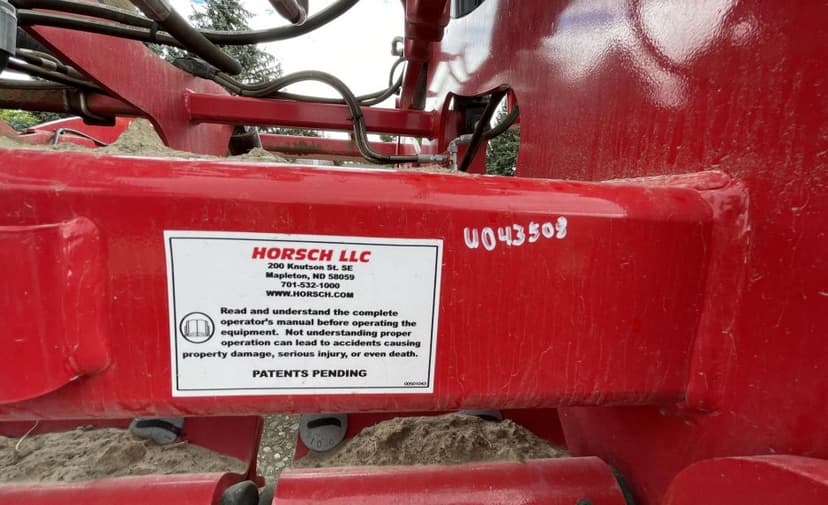 HORSCH LLC
200 Knutson St. SE
Mapleton, ND 58059
701-532-1000
WWW.HORSCH.COM
Read and understand the complete
operator's manual before operating the
equipment. Not understanding proper
operation can lead to accidents causing
property damage, serious injury, or even death.
PATENTS PENDING
U043508